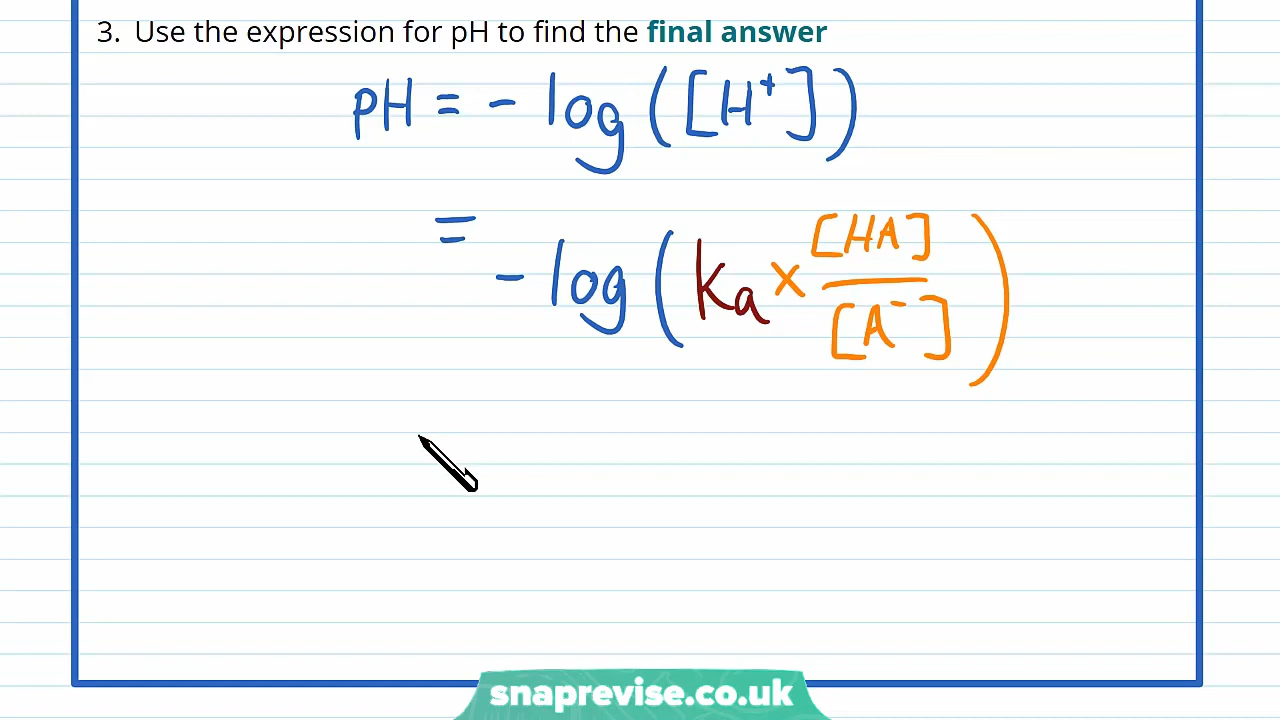 3. Use the expression for pH to find the final answer
pH = - log ([H⁺])
= - log (Ka × [HA]/[A⁻])
snaprevise.co.uk